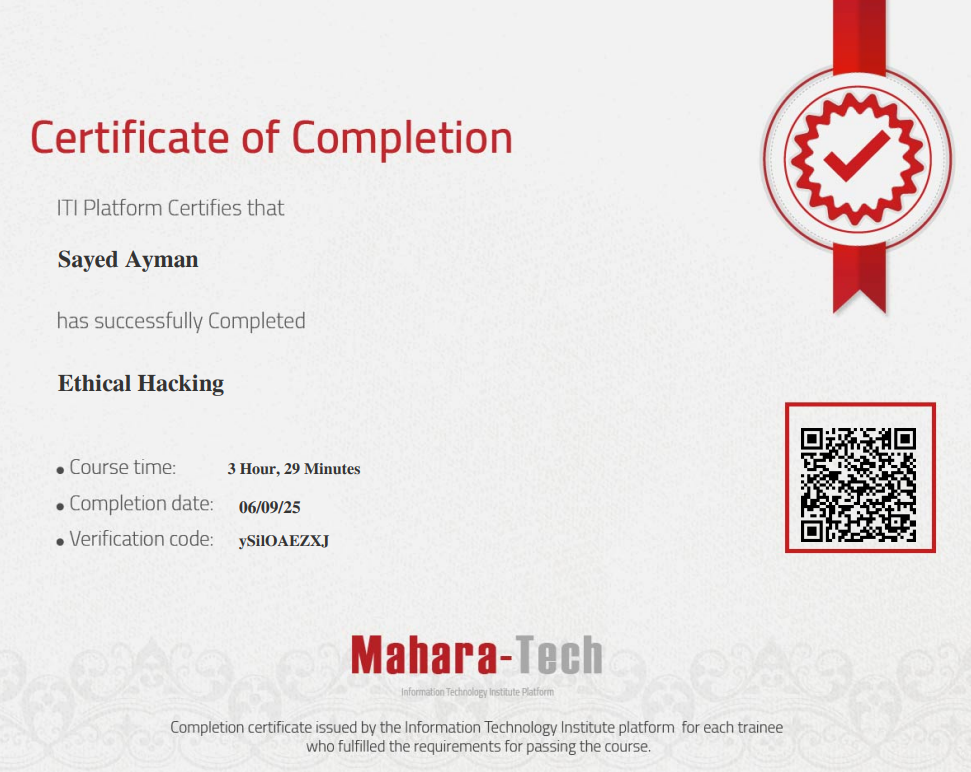 Certificate of Completion
ITI Platform Certifies that
Sayed Ayman
has successfully Completed
Ethical Hacking
• Course time: 3 Hour, 29 Minutes
• Completion date: 06/09/25
• Verification code: ySilOAEZXJ
Mahara-Tech
Information Technology Institute Platform
Completion certificate issued by the Information Technology Institute platform for each trainee
who fulfilled the requirements for passing the course.